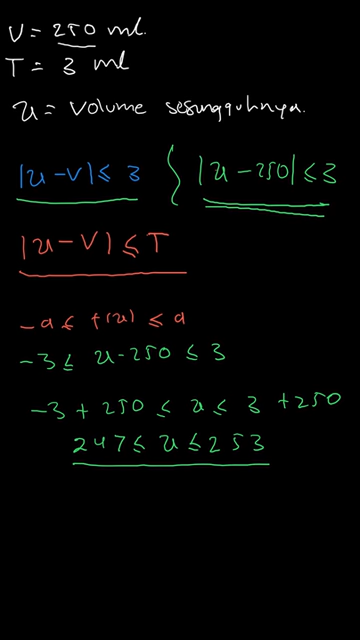 V = 250 ml.
T = 3 ml
x = Volume sesungguhnya.
|x - V| ≤ 3 { |x - 250| ≤ 3
|x - V| ≤ T
-a ≤ f(x) ≤ a
-3 ≤ x - 250 ≤ 3
-3 + 250 ≤ x ≤ 3 + 250
247 ≤ x ≤ 253